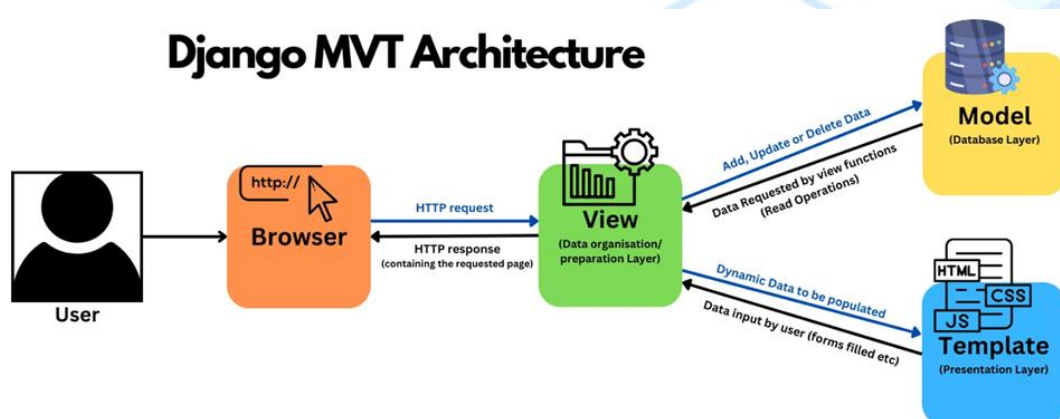 Django MVT Architecture
User
http://
Browser
HTTP request
HTTP response
(containing the requested page)
View
(Data organisation/
preparation Layer)
Add, Update or Delete Data
Data Requested by view functions
(Read Operations)
Model
(Database Layer)
Dynamic Data to be populated
Data input by user (forms filled etc)
HTML
CSS
JS
Template
(Presentation Layer)